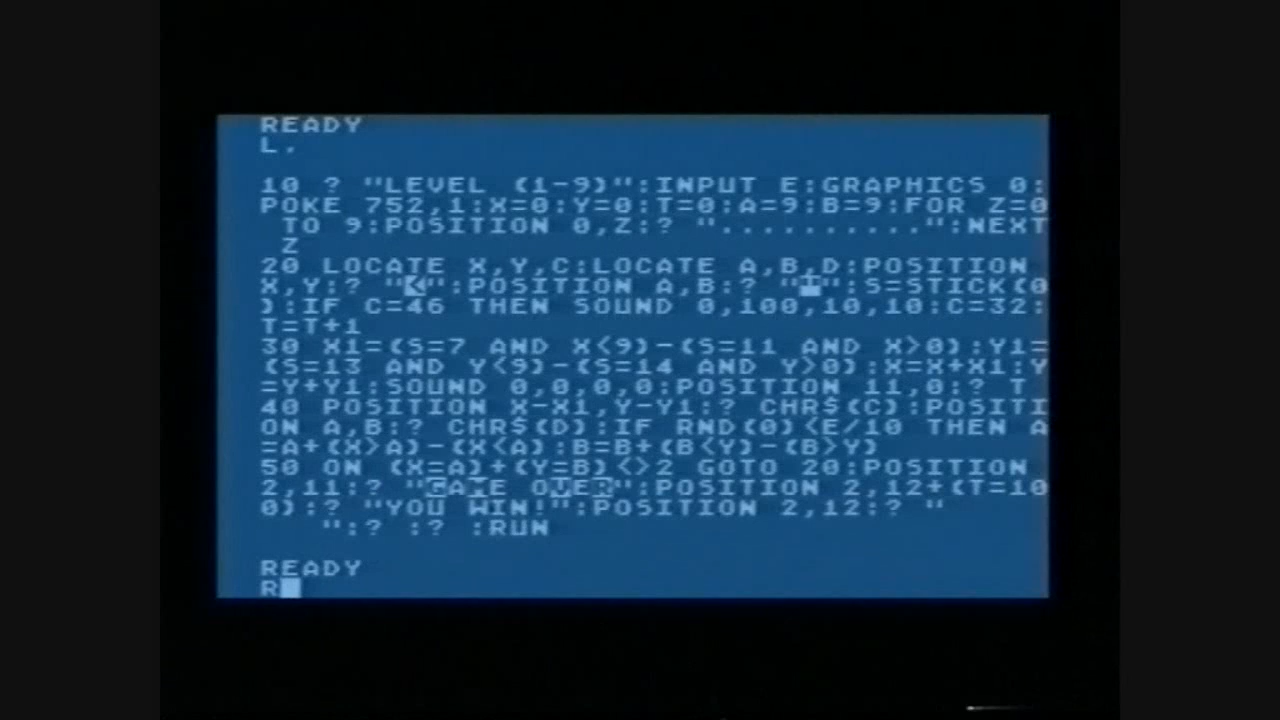 READY
L.
10 ? "LEVEL (1-9)":INPUT E:GRAPHICS 0:
POKE 752,1:X=0:Y=0:T=0:A=9:B=9:FOR Z=0
TO 9:POSITION 0,Z:? "..........":NEXT
Z
20 LOCATE X,Y,C:LOCATE A,B,D:POSITION
X,Y:? "<":POSITION A,B:? "":S=STICK(0
):IF C=46 THEN SOUND 0,100,10,10:C=32:
T=T+1
30 X1=(S=7 AND X<9)-(S=11 AND X>0):Y1=
(S=13 AND Y<9)-(S=14 AND Y>0):X=X+X1:Y
=Y+Y1:SOUND 0,0,0,0:POSITION 11,0:? T
40 POSITION X-X1,Y-Y1:? CHR$(C):POSITI
ON A,B:? CHR$(D):IF RND(0)<E/10 THEN A
=A+(X>A)-(X<A):B=B+(B<Y)-(B>Y)
50 ON (X=A)+(Y=B)<>2 GOTO 20:POSITION
2,11:? "GAME OVER":POSITION 2,12+(T=10
0):? "YOU WIN!":POSITION 2,12:? "
":? :? :RUN
READY
R